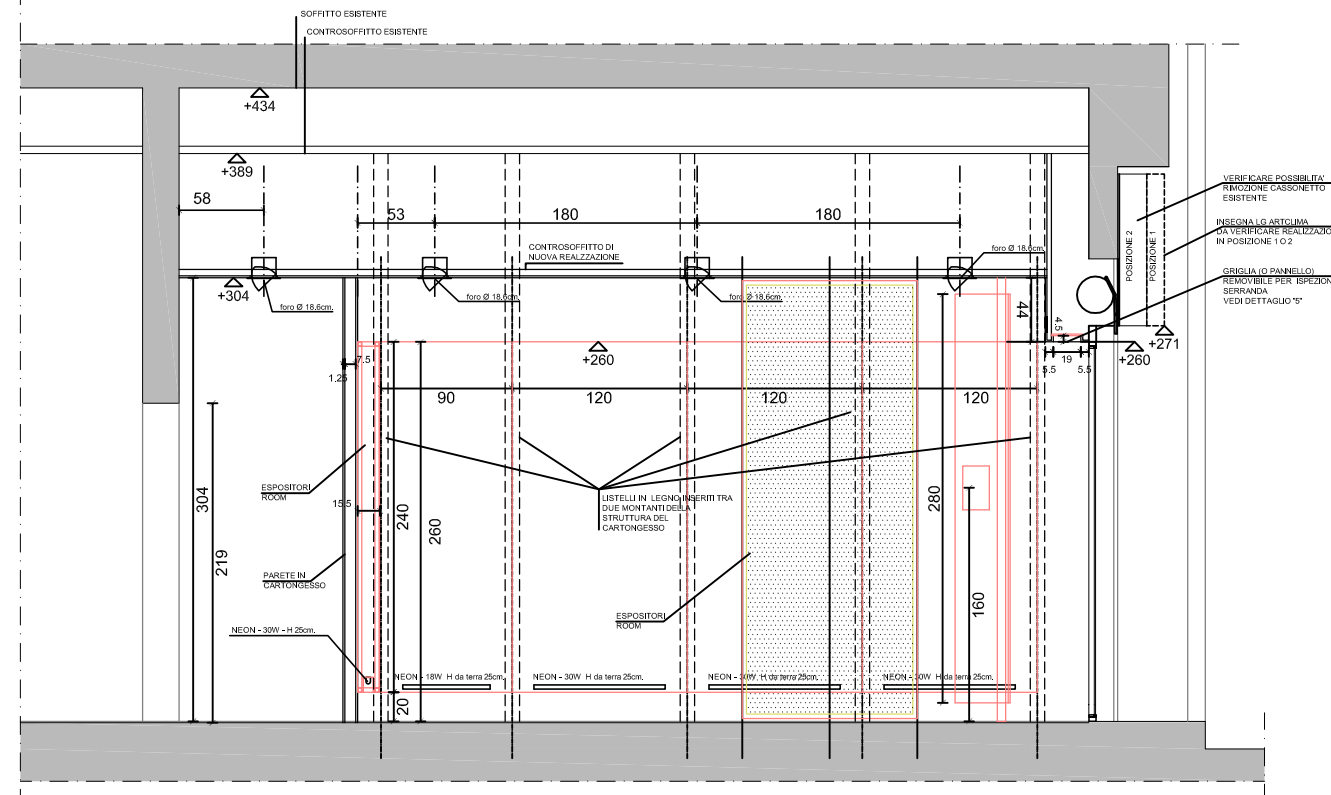 SOFFITTO ESISTENTE
CONTROSOFFITTO ESISTENTE
+434
+389
58
53
180
180
VERIFICARE POSSIBILITA'
RIMOZIONE CASSONETTO
ESISTENTE
INSEGNA LG ARTCLIMA
DA VERIFICARE REALIZZAZIO
IN POSIZIONE 1 O 2
GRIGLIA (O PANNELLO)
REMOVIBILE PER ISPEZION
SERRANDA
VEDI DETTAGLIO "5"
POSIZIONE 2
POSIZIONE 1
CONTROSOFFITTO DI
NUOVA REALZZAZIONE
foro Ø 18.6cm.
+304
foro Ø 18.6cm.
foro Ø 18.6cm.
foro Ø 18.6cm.
44
4.5
+271
+260
+260
19
5.5
5.5
7.5
1.25
90
120
120
120
304
219
ESPOSITORI
ROOM
15.5
240
260
LISTELLI IN LEGNO INSERITI TRA
DUE MONTANTI DELLA
STRUTTURA DEL
CARTONGESSO
280
160
PARETE IN
CARTONGESSO
ESPOSITORI
ROOM
NEON - 30W - H 25cm.
NEON - 18W H da terra 25cm.
NEON - 30W H da terra 25cm.
NEON - 30W H da terra 25cm.
NEON - 30W H da terra 25cm.
20